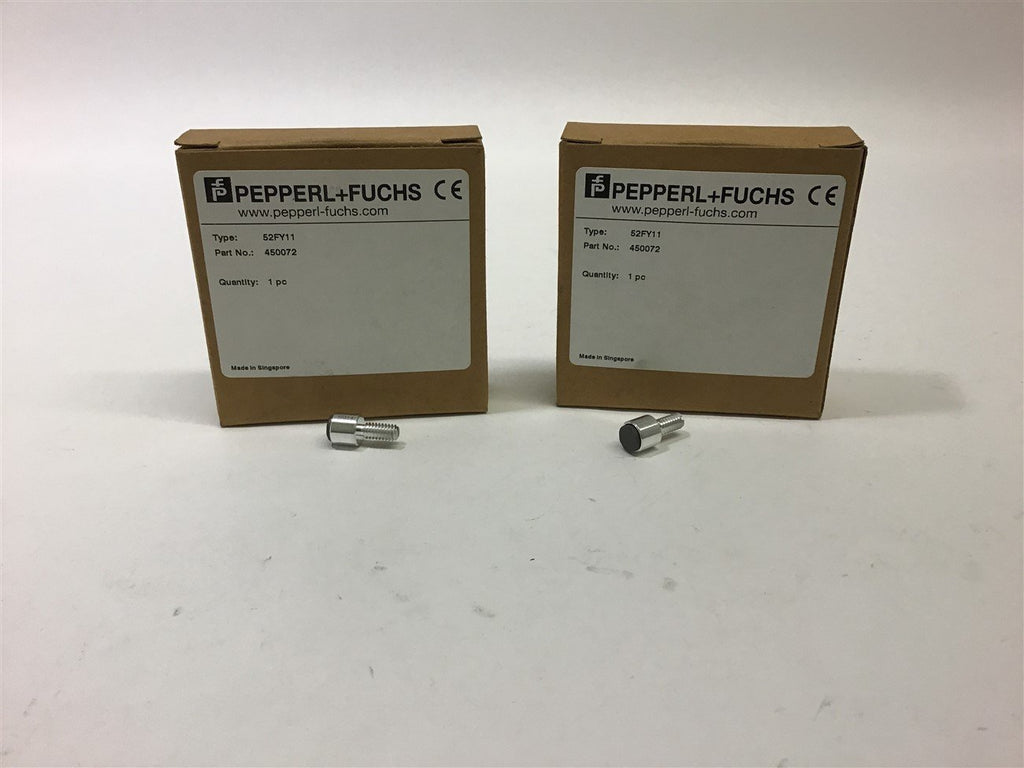 PEPPERL+FUCHS CE
www.pepperl-fuchs.com
Type: 52FY11
Part No.: 450072
Quantity: 1 pc
Made in Singapore
PEPPERL+FUCHS CE
www.pepperl-fuchs.com
Type: 52FY11
Part No.: 450072
Quantity: 1 pc
Made in Singapore